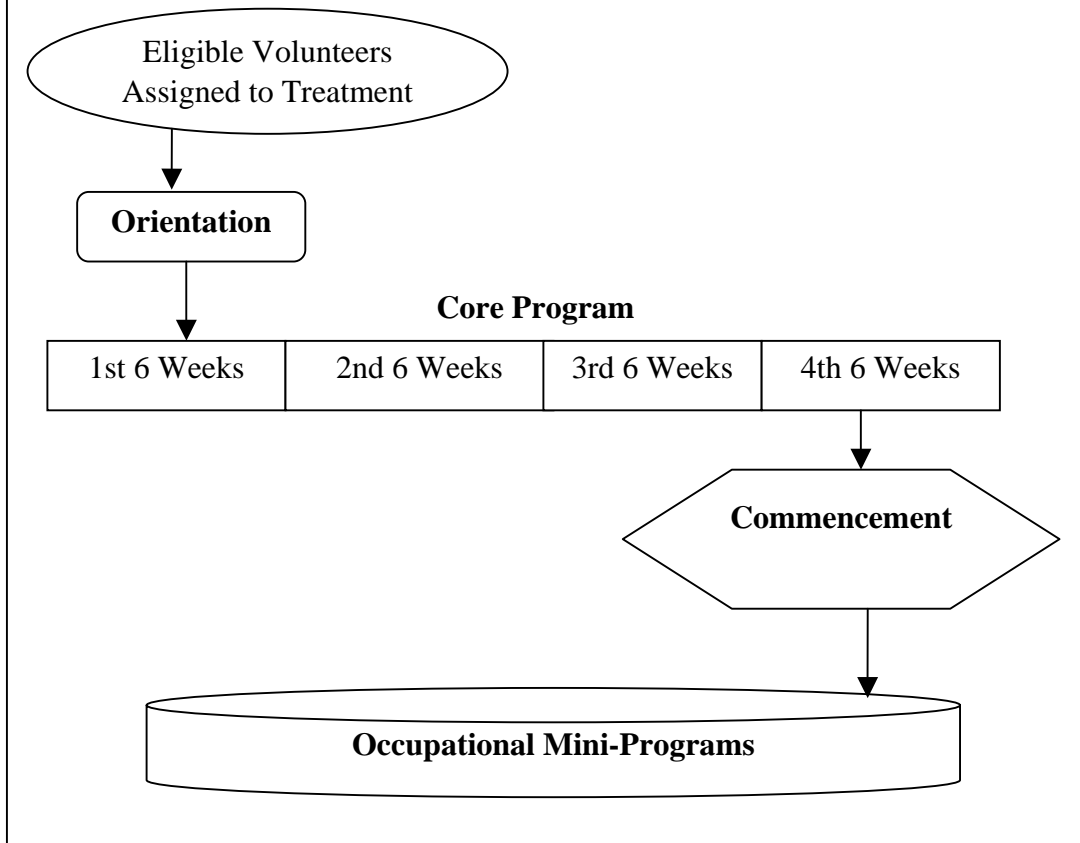 Eligible Volunteers
Assigned to Treatment
Orientation
Core Program
1st 6 Weeks
2nd 6 Weeks
3rd 6 Weeks
4th 6 Weeks
Commencement
Occupational Mini-Programs